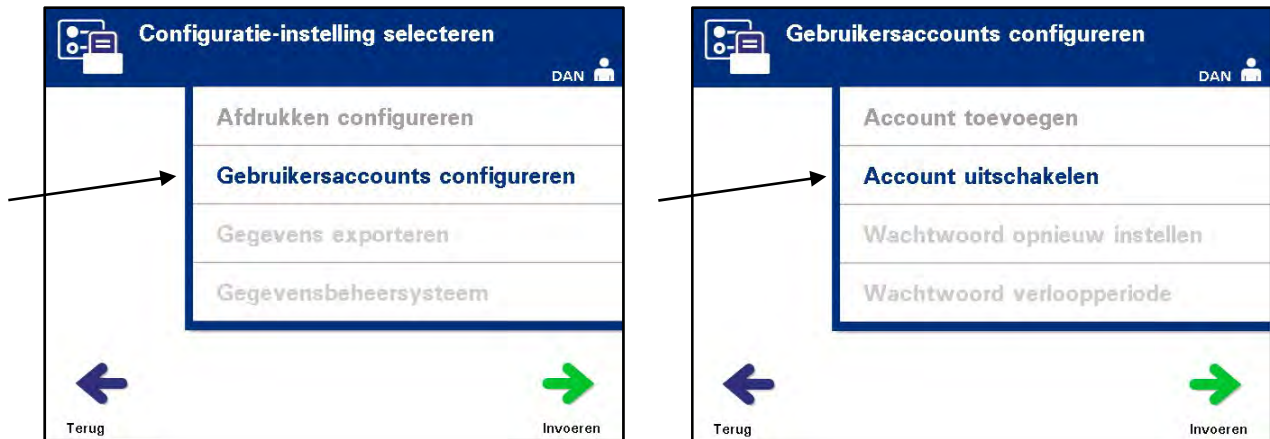 Configuratie-instelling selecteren
DAN
Afdrukken configureren
Gebruikersaccounts configureren
Gegevens exporteren
Gegevensbeheersysteem
Terug
Invoeren
Gebruikersaccounts configureren
DAN
Account toevoegen
Account uitschakelen
Wachtwoord opnieuw instellen
Wachtwoord verloopperiode
Terug
Invoeren